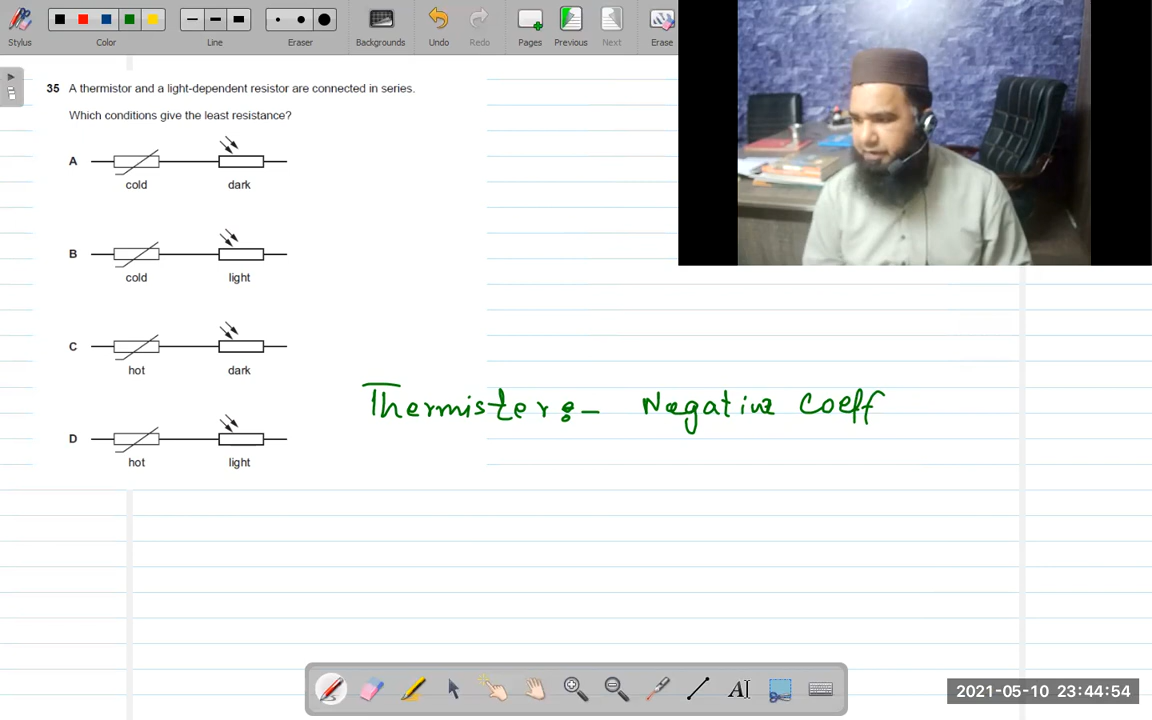 Stylus
Color
Line
Eraser
Backgrounds
Undo
Redo
Pages
Previous
Next
Erase
35 A thermistor and a light-dependent resistor are connected in series.
Which conditions give the least resistance?
A
cold dark
B
cold light
C
hot dark
D
hot light
Thermister:- Negative Coeff
AI
2021-05-10 23:44:54